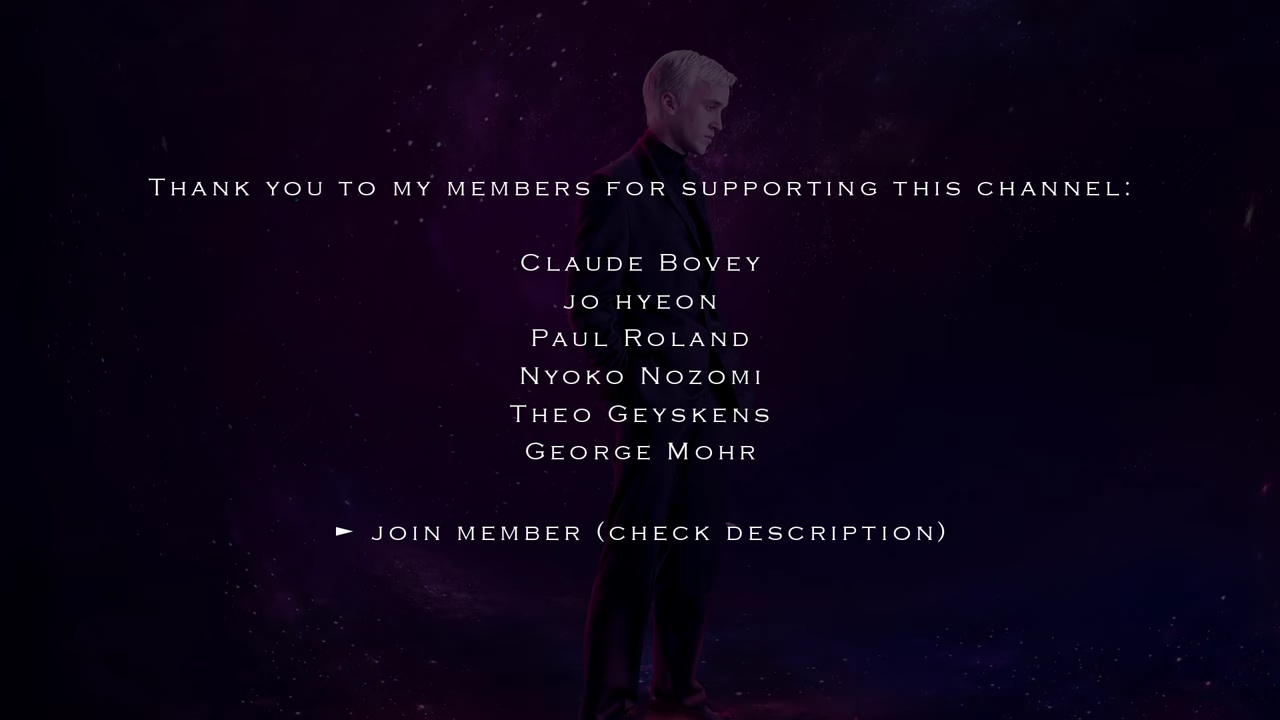 Thank you to my members for supporting this channel:
Claude Bovey
jo hyeon
Paul Roland
Nyoko Nozomi
Theo Geyskens
George Mohr
► join member (check description)